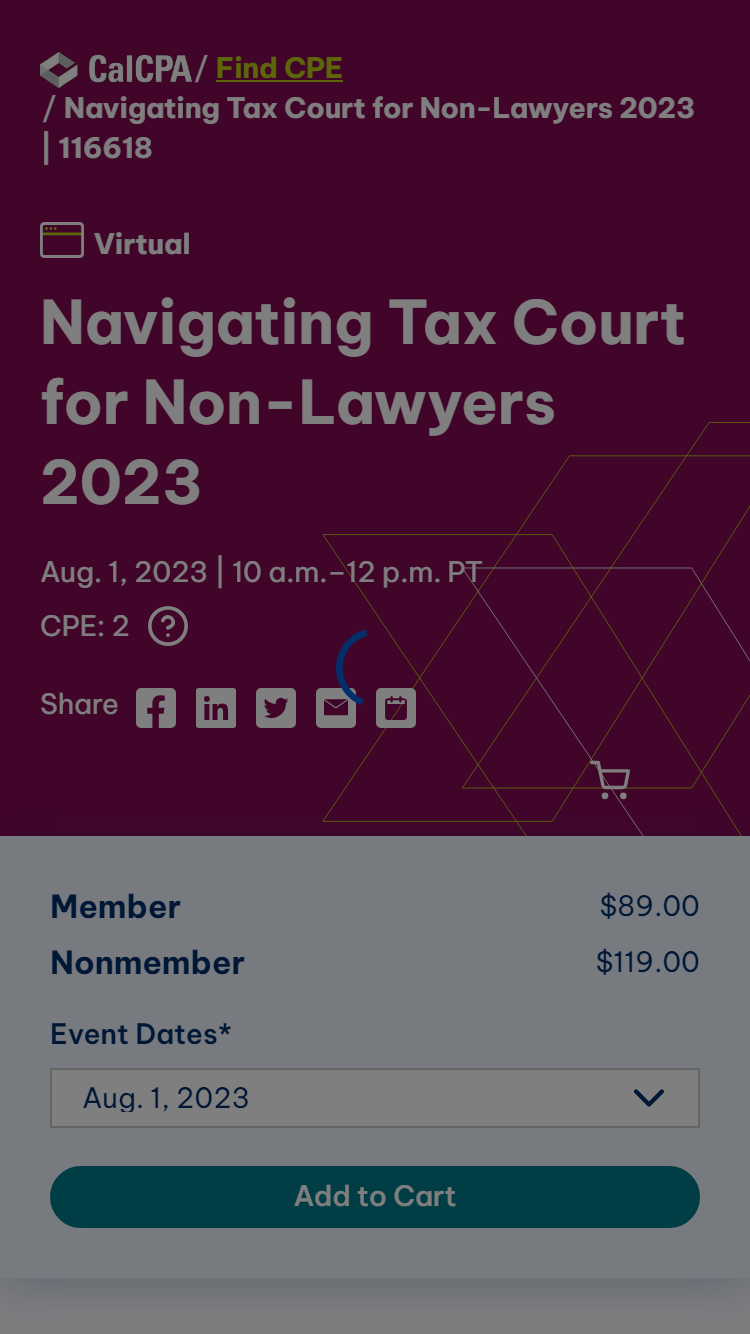 CalCPA / Find CPE
/ Navigating Tax Court for Non-Lawyers 2023
| 116618
Virtual
Navigating Tax Court
for Non-Lawyers
2023
Aug. 1, 2023 | 10 a.m.–12 p.m. PT
CPE: 2 ?
Share
Member $89.00
Nonmember $119.00
Event Dates*
Aug. 1, 2023
Add to Cart